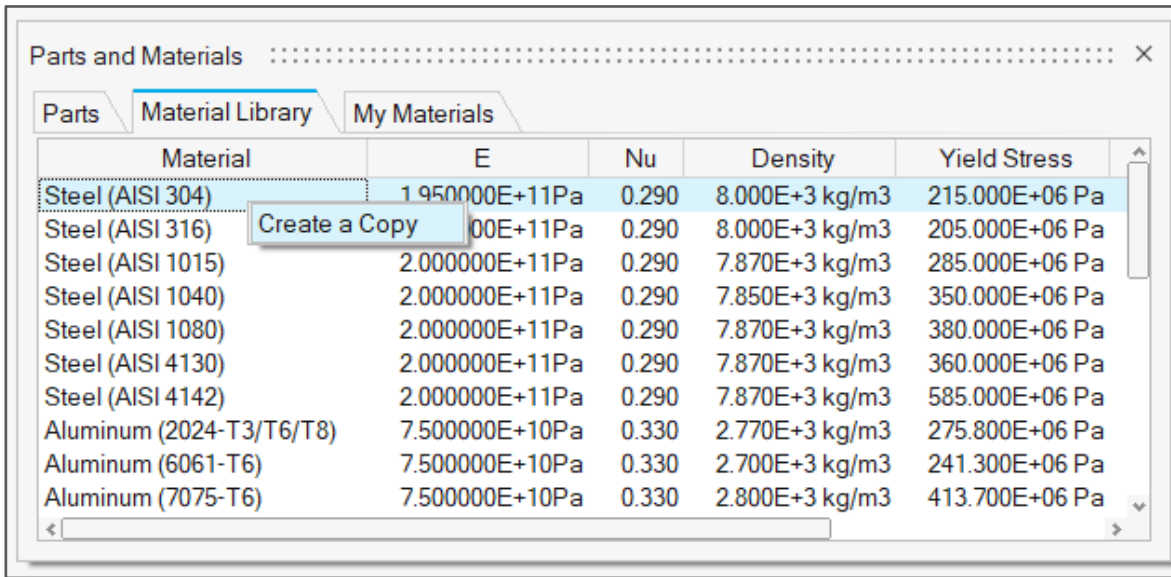 Parts and Materials
Parts Material Library My Materials
Material E Nu Density Yield Stress
Steel (AISI 304) 1.950000E+11Pa 0.290 8.000E+3 kg/m3 215.000E+06 Pa
Create a Copy
Steel (AISI 316) 00E+11Pa 0.290 8.000E+3 kg/m3 205.000E+06 Pa
Steel (AISI 1015) 2.000000E+11Pa 0.290 7.870E+3 kg/m3 285.000E+06 Pa
Steel (AISI 1040) 2.000000E+11Pa 0.290 7.850E+3 kg/m3 350.000E+06 Pa
Steel (AISI 1080) 2.000000E+11Pa 0.290 7.870E+3 kg/m3 380.000E+06 Pa
Steel (AISI 4130) 2.000000E+11Pa 0.290 7.870E+3 kg/m3 360.000E+06 Pa
Steel (AISI 4142) 2.000000E+11Pa 0.290 7.870E+3 kg/m3 585.000E+06 Pa
Aluminum (2024-T3/T6/T8) 7.500000E+10Pa 0.330 2.770E+3 kg/m3 275.800E+06 Pa
Aluminum (6061-T6) 7.500000E+10Pa 0.330 2.700E+3 kg/m3 241.300E+06 Pa
Aluminum (7075-T6) 7.500000E+10Pa 0.330 2.800E+3 kg/m3 413.700E+06 Pa